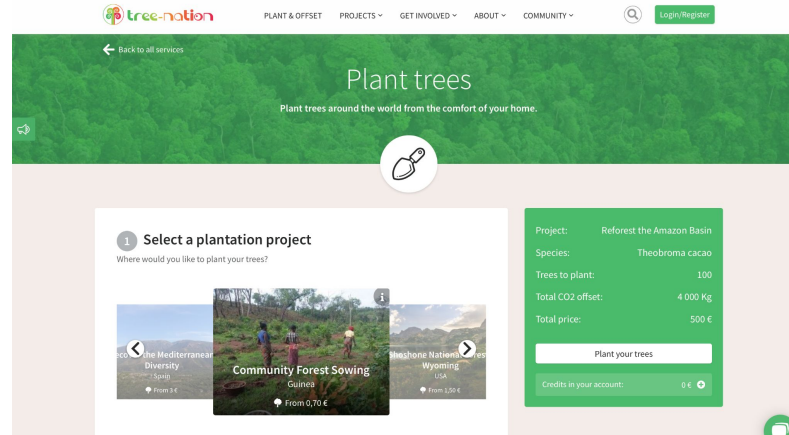 tree-nation
PLANT & OFFSET PROJECTS GET INVOLVED ABOUT COMMUNITY
Login/Register
Back to all services
Plant trees
Plant trees around the world from the comfort of your home.
1 Select a plantation project
Where would you like to plant your trees?
the Mediterranean
Diversity
Spain
From 3 €
i
Community Forest Sowing
Guinea
From 0,70 €
Shoshone National
Wyoming
USA
From 1,50 €
Project: Reforest the Amazon Basin
Species: Theobroma cacao
Trees to plant: 100
Total CO2 offset: 4 000 Kg
Total price: 500 €
Plant your trees
Credits in your account: 0 €